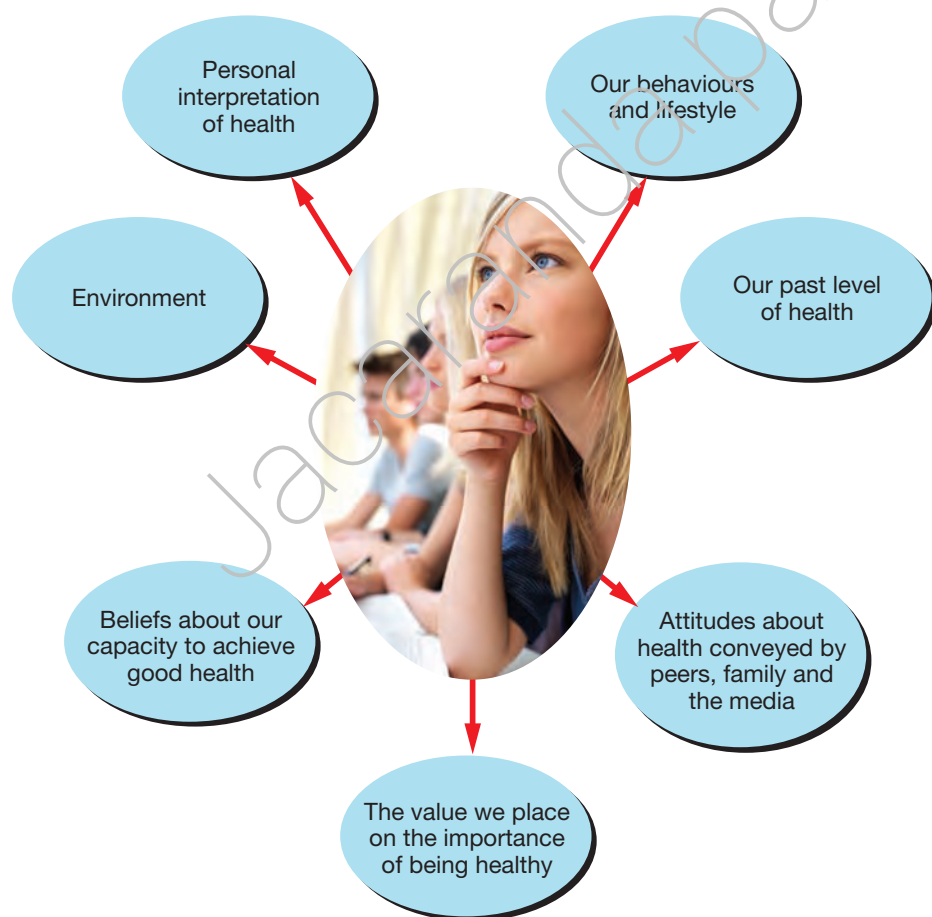 Personal
interpretation
of health
Our behaviours
and lifestyle
Environment
Our past level
of health
Beliefs about our
capacity to achieve
good health
Attitudes about
health conveyed by
peers, family and
the media
The value we place
on the importance
of being healthy
Jacaranda pa